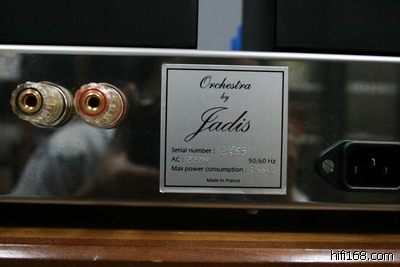 Orchestra
by
Jadis
Serial number :
AC : 50/60 Hz
Max power consumption :
Made in France
hifi168.com